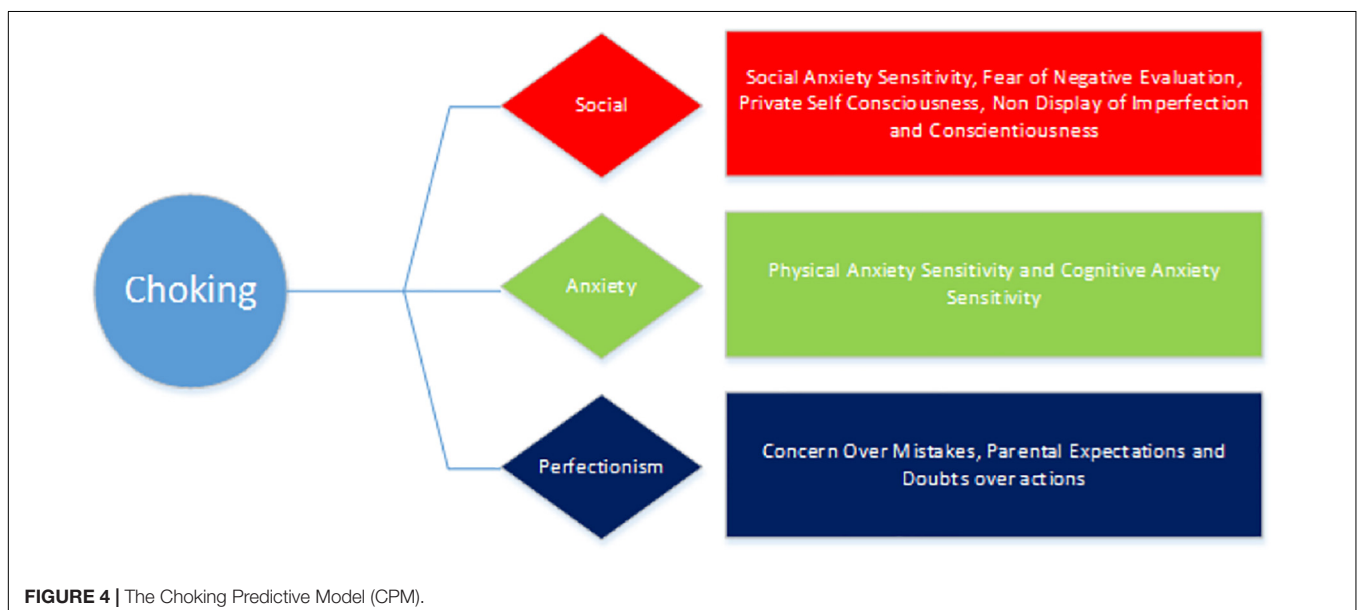 Choking
Social
Social Anxiety Sensitivity, Fear of Negative Evaluation,
Private Self Consciousness, Non Display of Imperfection
and Conscientiousness
Anxiety
Physical Anxiety Sensitivity and Cognitive Anxiety
Sensitivity
Perfectionism
Concern Over Mistakes, Parental Expectations and
Doubts over actions
FIGURE 4 | The Choking Predictive Model (CPM).